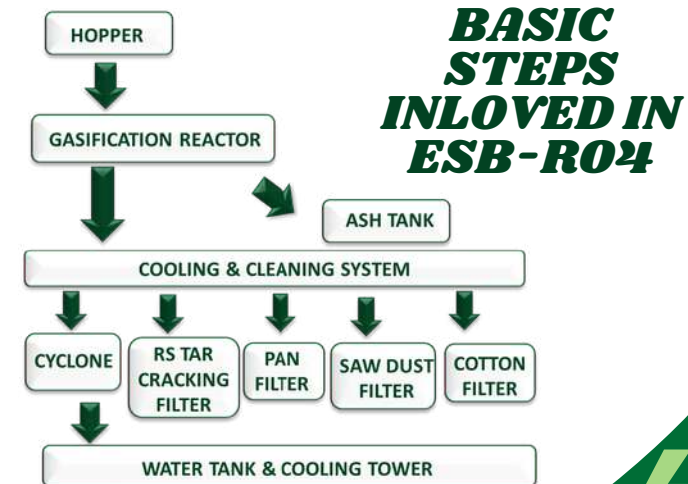 BASIC
STEPS
INLOVED IN
ESB-R04
HOPPER
GASIFICATION REACTOR
ASH TANK
COOLING & CLEANING SYSTEM
CYCLONE
RS TAR
CRACKING
FILTER
PAN
FILTER
SAW DUST
FILTER
COTTON
FILTER
WATER TANK & COOLING TOWER